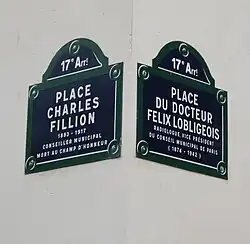 17e Arrt
PLACE
CHARLES
FILLION
1883 - 1917
CONSEILLER MUNICIPAL
MORT AU CHAMP D'HONNEUR
17e Arrt
PLACE
DU DOCTEUR
FELIX LOBLIGEOIS
RADIOLOGUE, VICE PRÉSIDENT
DU CONSEIL MUNICIPAL DE PARIS
(1874 - 1942)